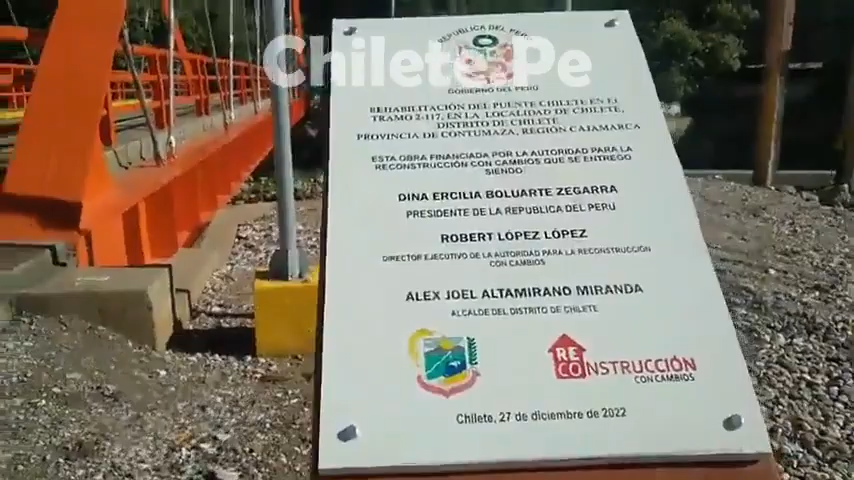 Chilete.Pe
REPÚBLICA DEL PERÚ
GOBIERNO DEL PERÚ
REHABILITACIÓN DEL PUENTE CHILETE EN EL
TRAMO 2-117, EN LA LOCALIDAD DE CHILETE,
DISTRITO DE CHILETE
PROVINCIA DE CONTUMAZA, REGIÓN CAJAMARCA
ESTA OBRA FINANCIADA POR LA AUTORIDAD PARA LA
RECONSTRUCCIÓN CON CAMBIOS QUE SE ENTREGO
SIENDO
DINA ERCILIA BOLUARTE ZEGARRA
PRESIDENTE DE LA REPUBLICA DEL PERU
ROBERT LÓPEZ LÓPEZ
DIRECTOR EJECUTIVO DE LA AUTORIDAD PARA LA RECONSTRUCCIÓN
CON CAMBIOS
ALEX JOEL ALTAMIRANO MIRANDA
ALCALDE DEL DISTRITO DE CHILETE
RECONSTRUCCIÓN
CON CAMBIOS
Chilete, 27 de diciembre de 2022